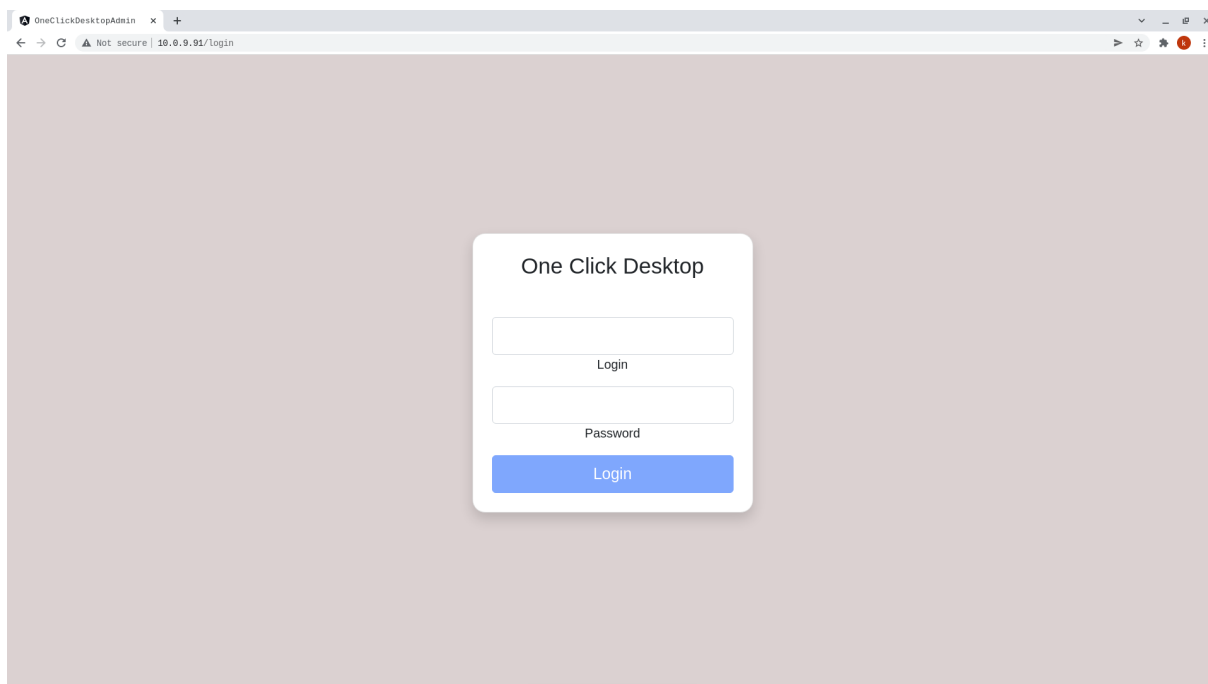 OneClickDesktopAdmin
Not secure | 10.0.9.91/login
k
One Click Desktop
Login
Password
Login